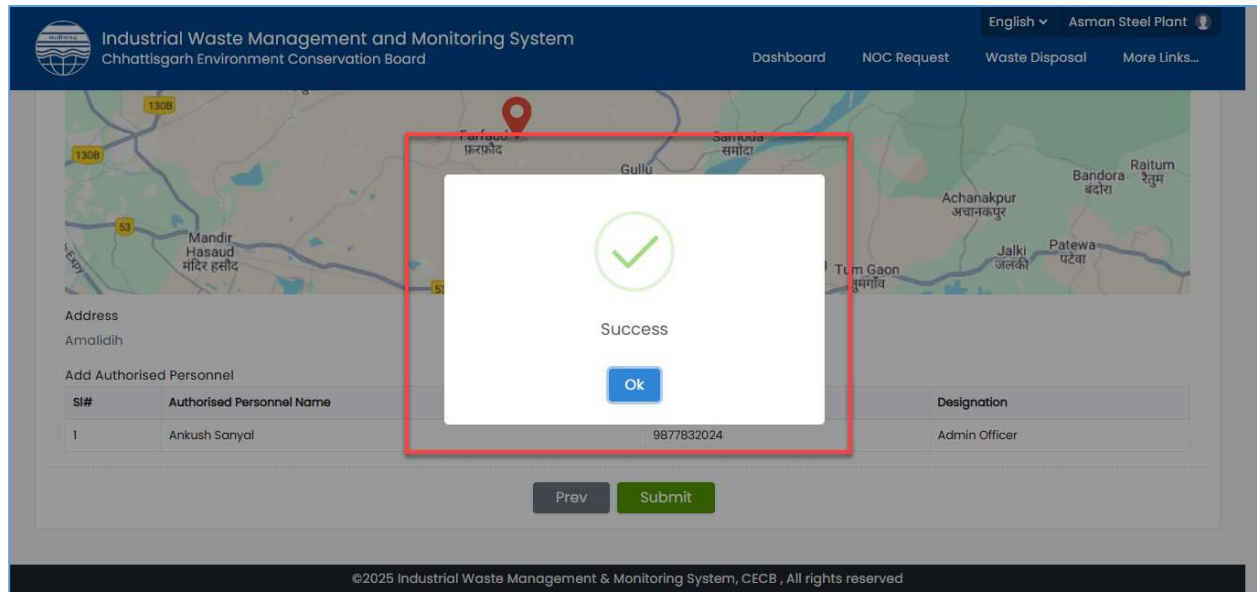 English Asman Steel Plant
Industrial Waste Management and Monitoring System
Chhattisgarh Environment Conservation Board
Dashboard NOC Request Waste Disposal More Links...
130B
130B
Farfaud
फ़रफ़ौद
Samoda
समोदा
Gullu
Raitum
रैतुम
Bandora
बंदोरा
Achanakpur
अचानकपुर
53
Mandir
Hasaud
मंदिर हसौद
Jalki
जलकी
Patewa
पटेवा
Tum Gaon
तुमगाँव
53
Expy
Success
Ok
Address
Amalidih
Add Authorised Personnel
Sl# Authorised Personnel Name Designation
1 Ankush Sanyal 9877832024 Admin Officer
Prev Submit
©2025 Industrial Waste Management & Monitoring System, CECB , All rights reserved